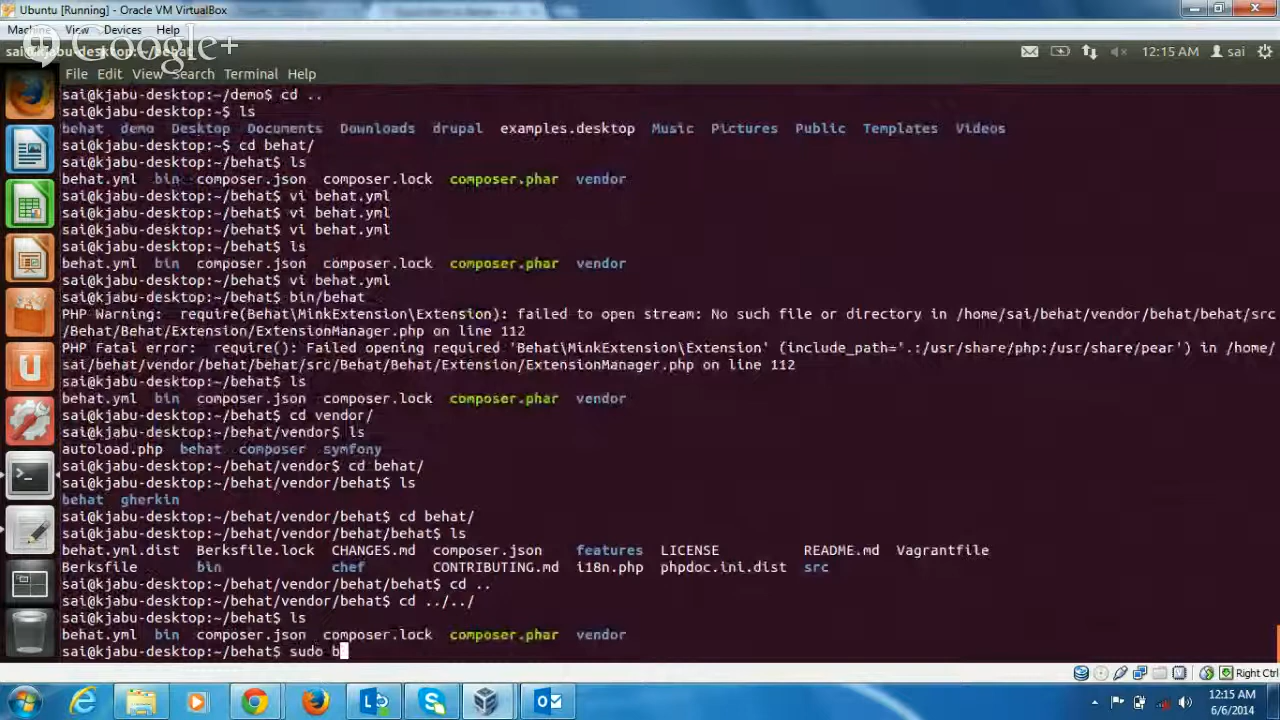 Ubuntu [Running] - Oracle VM VirtualBox
Machine View Devices Help
Google+
sai@kjabu-desktop: ~/behat
12:15 AM sai
File Edit View Search Terminal Help
sai@kjabu-desktop:~/demo$ cd ..
sai@kjabu-desktop:~$ ls
behat demo Desktop Documents Downloads drupal examples.desktop Music Pictures Public Templates Videos
sai@kjabu-desktop:~$ cd behat/
sai@kjabu-desktop:~/behat$ ls
behat.yml bin composer.json composer.lock composer.phar vendor
sai@kjabu-desktop:~/behat$ vi behat.yml
sai@kjabu-desktop:~/behat$ vi behat.yml
sai@kjabu-desktop:~/behat$ vi behat.yml
sai@kjabu-desktop:~/behat$ ls
behat.yml bin composer.json composer.lock composer.phar vendor
sai@kjabu-desktop:~/behat$ vi behat.yml
sai@kjabu-desktop:~/behat$ bin/behat
PHP Warning: require(Behat\MinkExtension\Extension): failed to open stream: No such file or directory in /home/sai/behat/vendor/behat/behat/src
/Behat/Behat/Extension/ExtensionManager.php on line 112
PHP Fatal error: require(): Failed opening required 'Behat\MinkExtension\Extension' (include_path='.:/usr/share/php:/usr/share/pear') in /home/
sai/behat/vendor/behat/behat/src/Behat/Behat/Extension/ExtensionManager.php on line 112
sai@kjabu-desktop:~/behat$ ls
behat.yml bin composer.json composer.lock composer.phar vendor
sai@kjabu-desktop:~/behat$ cd vendor/
sai@kjabu-desktop:~/behat/vendor$ ls
autoload.php behat composer symfony
sai@kjabu-desktop:~/behat/vendor$ cd behat/
sai@kjabu-desktop:~/behat/vendor/behat$ ls
behat gherkin
sai@kjabu-desktop:~/behat/vendor/behat$ cd behat/
sai@kjabu-desktop:~/behat/vendor/behat/behat$ ls
behat.yml.dist Berksfile.lock CHANGES.md composer.json features LICENSE README.md Vagrantfile
Berksfile bin chef CONTRIBUTING.md i18n.php phpdoc.ini.dist src
sai@kjabu-desktop:~/behat/vendor/behat/behat$ cd ..
sai@kjabu-desktop:~/behat/vendor/behat$ cd ../../
sai@kjabu-desktop:~/behat$ ls
behat.yml bin composer.json composer.lock composer.phar vendor
sai@kjabu-desktop:~/behat$ sudo b
Right Ctrl
12:15 AM
6/6/2014